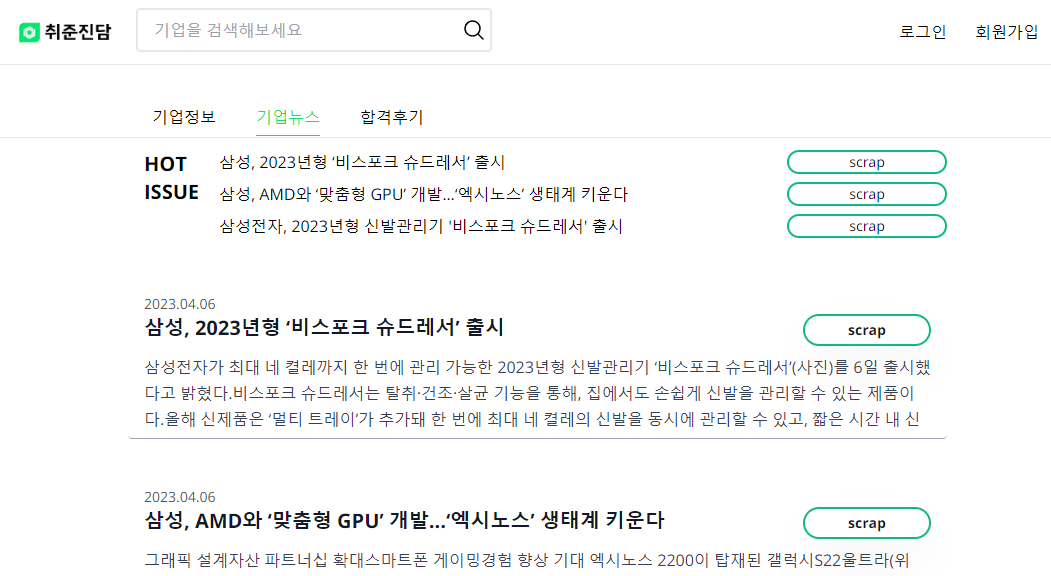 취준진담
기업을 검색해보세요
로그인
회원가입
기업정보
기업뉴스
합격후기
HOT
ISSUE
삼성, 2023년형 ‘비스포크 슈드레서’ 출시
scrap
삼성, AMD와 ‘맞춤형 GPU’ 개발…‘엑시노스’ 생태계 키운다
scrap
삼성전자, 2023년형 신발관리기 '비스포크 슈드레서' 출시
scrap
2023.04.06
삼성, 2023년형 ‘비스포크 슈드레서’ 출시
scrap
삼성전자가 최대 네 켤레까지 한 번에 관리 가능한 2023년형 신발관리기 ‘비스포크 슈드레서’(사진)를 6일 출시했
다고 밝혔다.비스포크 슈드레서는 탈취·건조·살균 기능을 통해, 집에서도 손쉽게 신발을 관리할 수 있는 제품이
다.올해 신제품은 ‘멀티 트레이’가 추가돼 한 번에 최대 네 켤레의 신발을 동시에 관리할 수 있고, 짧은 시간 내 신
2023.04.06
삼성, AMD와 ‘맞춤형 GPU’ 개발…‘엑시노스’ 생태계 키운다
scrap
그래픽 설계자산 파트너십 확대스마트폰 게이밍경험 향상 기대 엑시노스 2200이 탑재된 갤럭시S22울트라(위